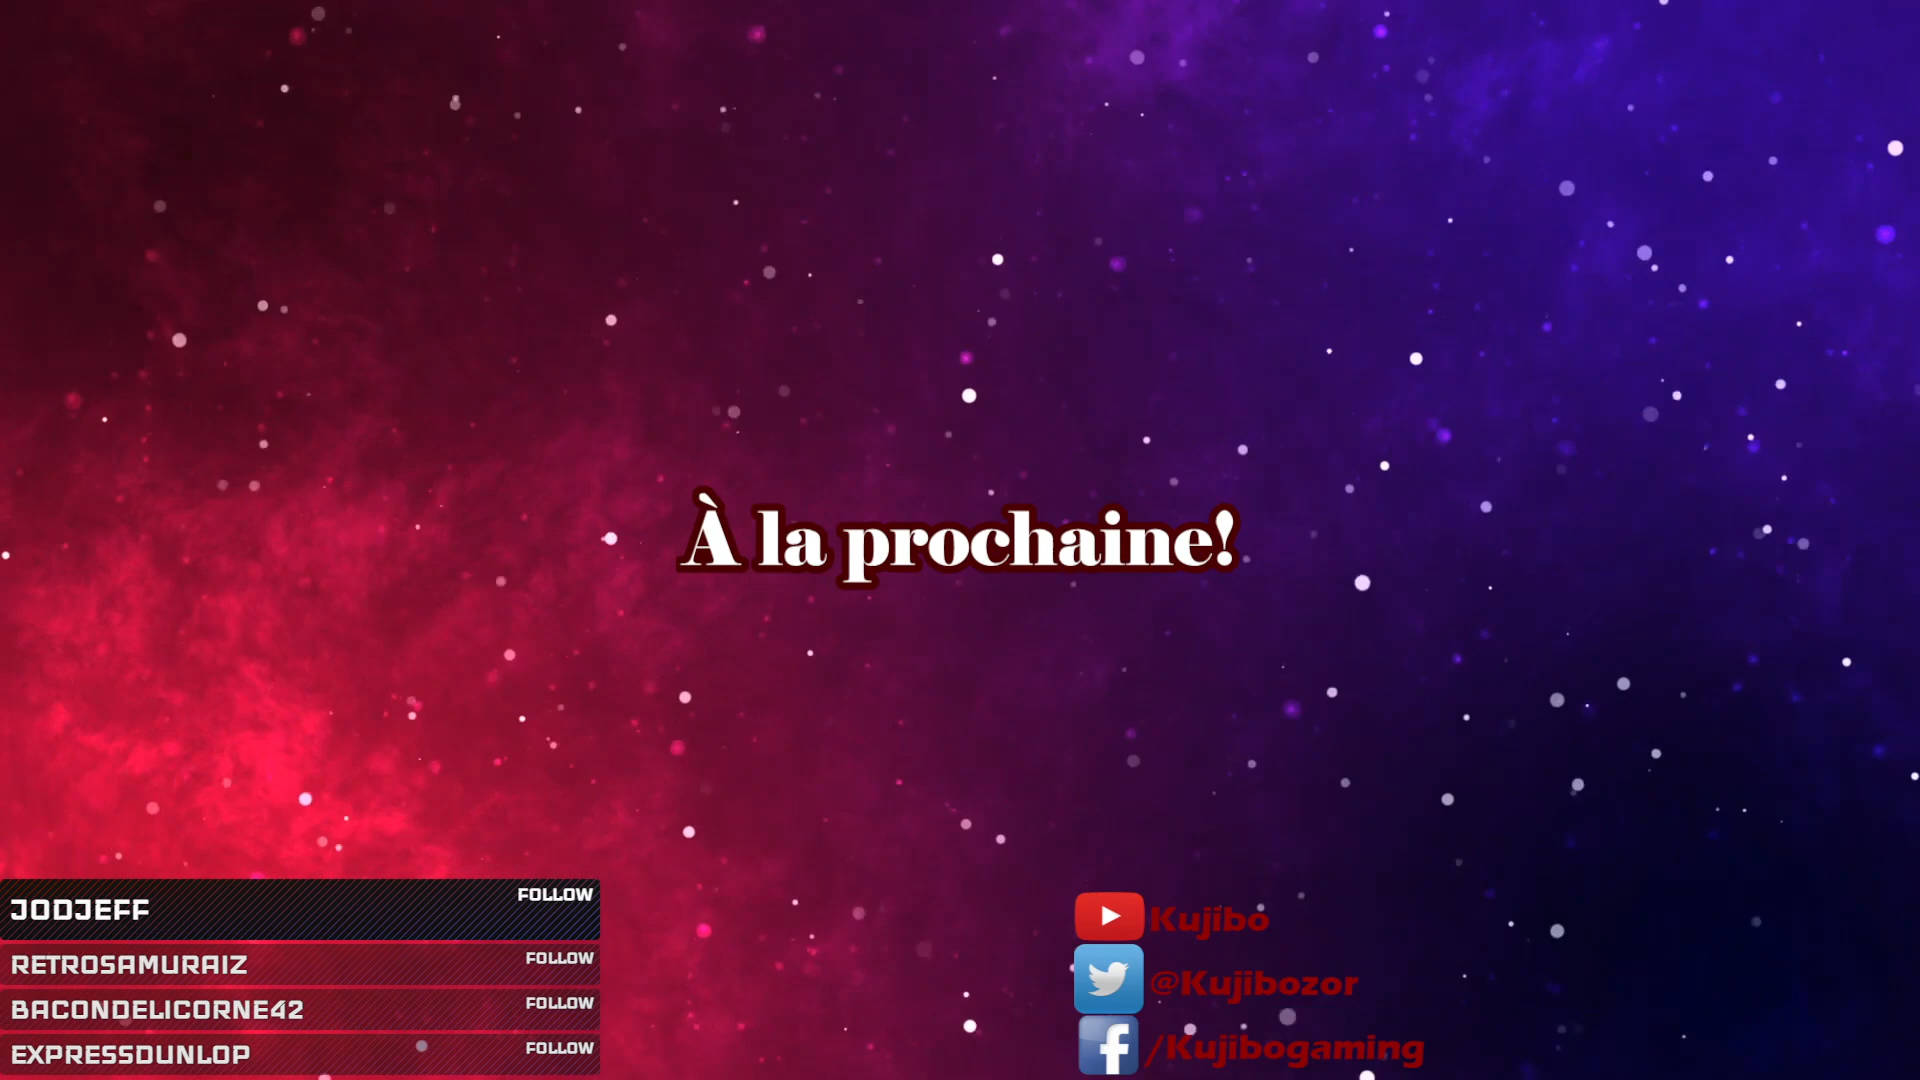 À la prochaine!
JODJEFF FOLLOW
RETROSAMURAIZ FOLLOW
BACONDELICORNE42 FOLLOW
EXPRESSDUNLOP FOLLOW
Kujibo
@Kujibozor
/Kujibogaming